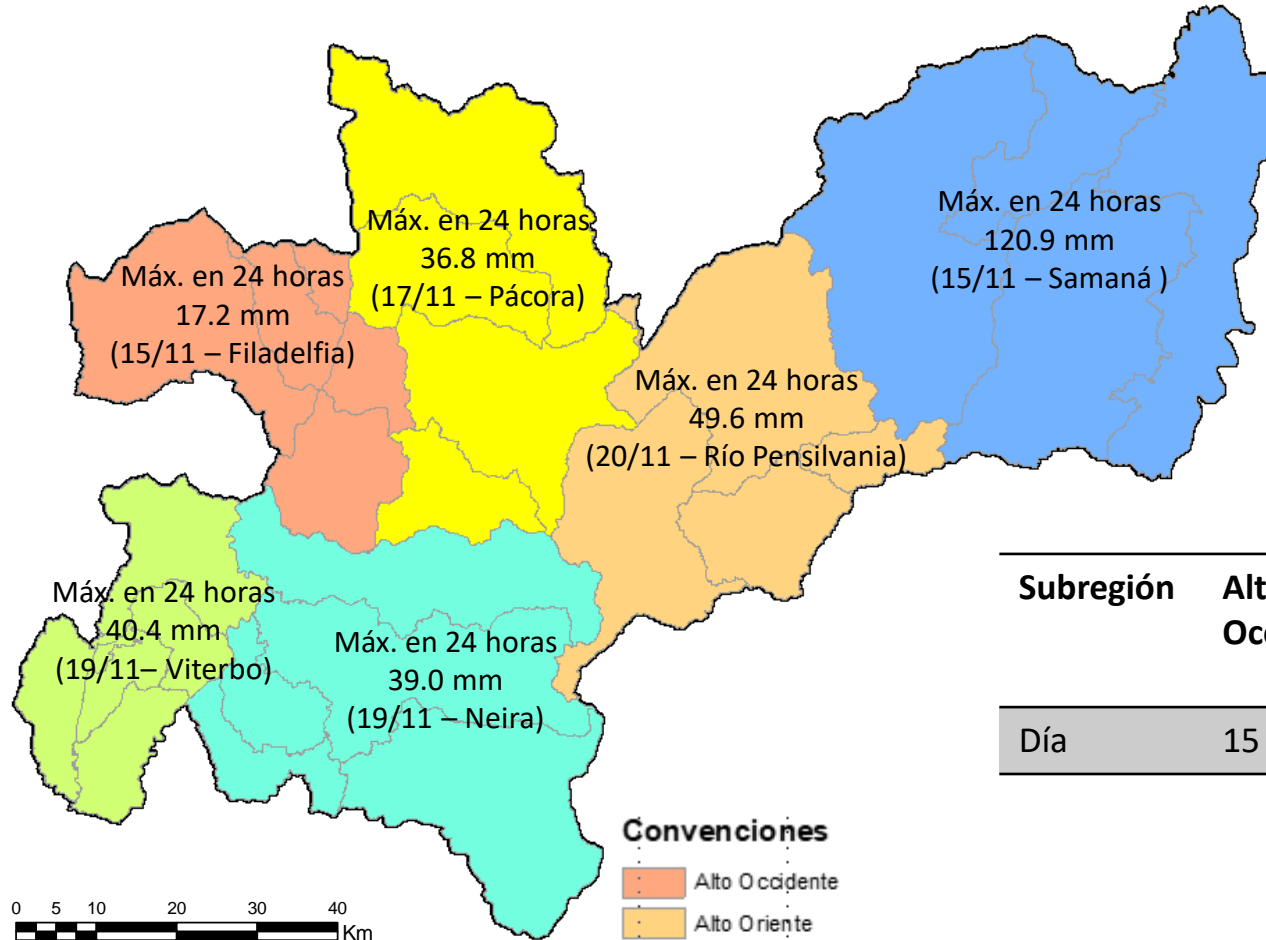 Máx. en 24 horas
120.9 mm
(15/11 – Samaná )
Máx. en 24 horas
36.8 mm
(17/11 – Pácora)
Máx. en 24 horas
17.2 mm
(15/11 – Filadelfia)
Máx. en 24 horas
49.6 mm
(20/11 – Río Pensilvania)
Máx. en 24 horas
40.4 mm
(19/11– Viterbo)
Máx. en 24 horas
39.0 mm
(19/11 – Neira)
Subregión
Día 15
Convenciones
Alto Occidente
Alto Oriente
0 5 10 20 30 40
Km